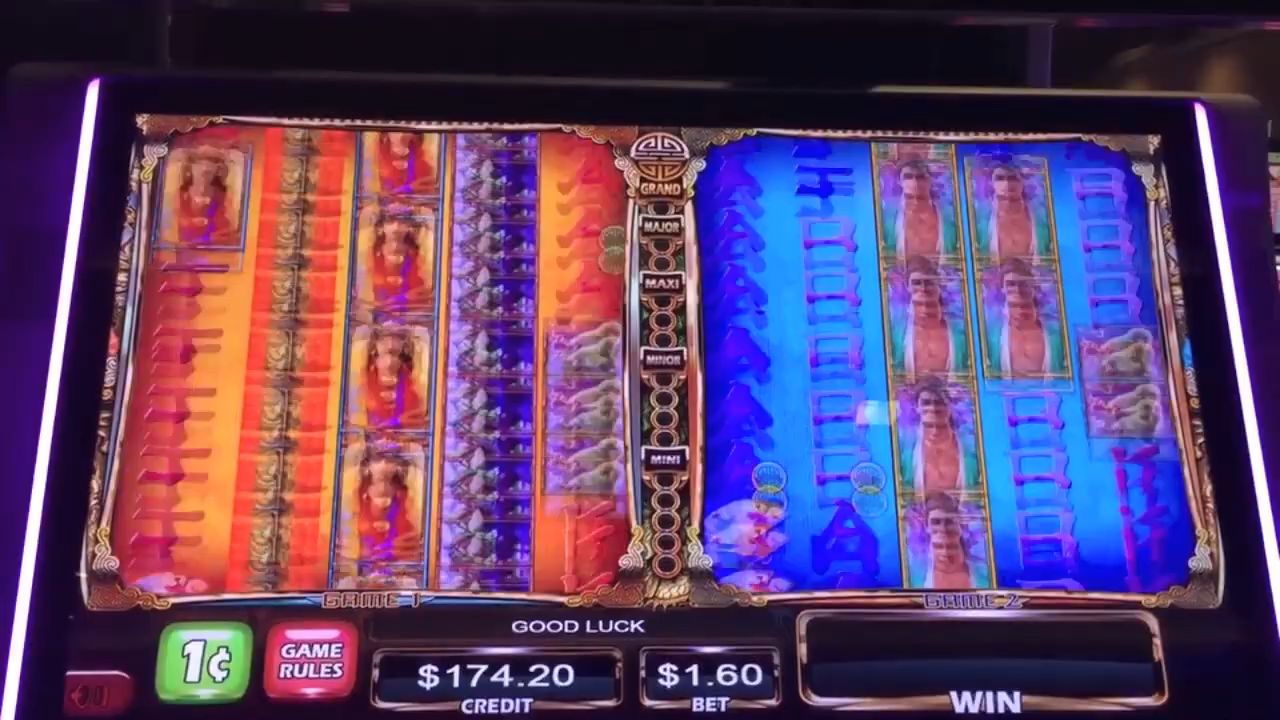 GRAND
MAJOR
MAXI
MINOR
MINI
GAME 1
GAME 2
GOOD LUCK
1¢
GAME
RULES
$174.20
CREDIT
$1.60
BET
WIN